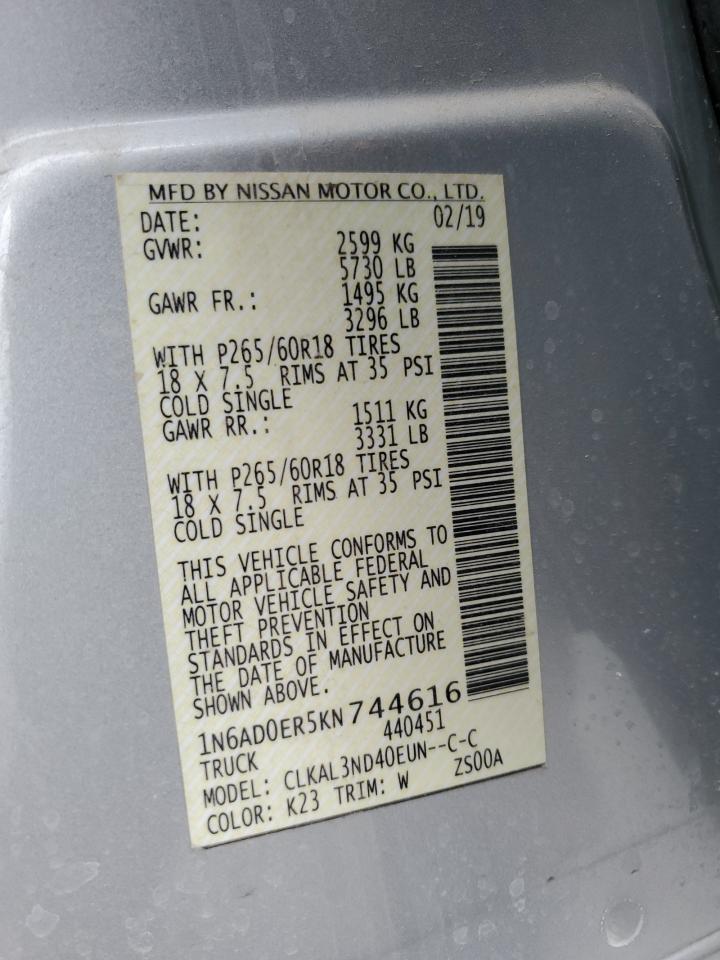 MFD BY NISSAN MOTOR CO., LTD.
DATE: 02/19
GVWR: 2599 KG
5730 LB
GAWR FR.: 1495 KG
3296 LB
WITH P265/60R18 TIRES
18 X 7.5 RIMS AT 35 PSI
COLD SINGLE
GAWR RR.: 1511 KG
3331 LB
WITH P265/60R18 TIRES
18 X 7.5 RIMS AT 35 PSI
COLD SINGLE
THIS VEHICLE CONFORMS TO
ALL APPLICABLE FEDERAL
MOTOR VEHICLE SAFETY AND
THEFT PREVENTION
STANDARDS IN EFFECT ON
THE DATE OF MANUFACTURE
SHOWN ABOVE.
1N6AD0ER5KN744616
TRUCK 440451
MODEL: CLKAL3ND40EUN--C-C
COLOR: K23 TRIM: W ZS00A